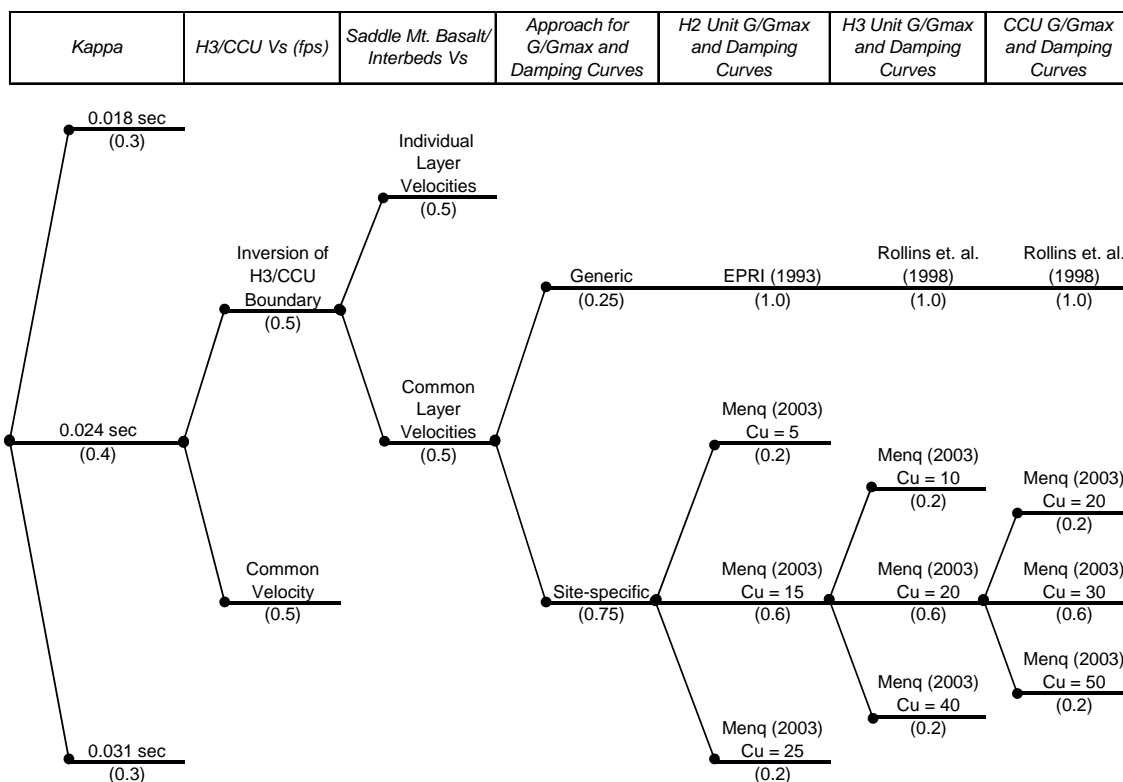 Kappa
H3/CCU Vs (fps)
Saddle Mt. Basalt/
Interbeds Vs
Approach for
G/Gmax and
Damping Curves
H2 Unit G/Gmax
and Damping
Curves
H3 Unit G/Gmax
and Damping
Curves
CCU G/Gmax
and Damping
Curves
0.018 sec
(0.3)
0.024 sec
(0.4)
0.031 sec
(0.3)
Inversion of
H3/CCU
Boundary
(0.5)
Common
Velocity
(0.5)
Individual
Layer
Velocities
(0.5)
Common
Layer
Velocities
(0.5)
Generic
(0.25)
Site-specific
(0.75)
EPRI (1993)
(1.0)
Menq (2003)
Cu = 5
(0.2)
Menq (2003)
Cu = 15
(0.6)
Menq (2003)
Cu = 25
(0.2)
Rollins et. al.
(1998)
(1.0)
Menq (2003)
Cu = 10
(0.2)
Menq (2003)
Cu = 20
(0.6)
Menq (2003)
Cu = 40
(0.2)
Rollins et. al.
(1998)
(1.0)
Menq (2003)
Cu = 20
(0.2)
Menq (2003)
Cu = 30
(0.6)
Menq (2003)
Cu = 50
(0.2)